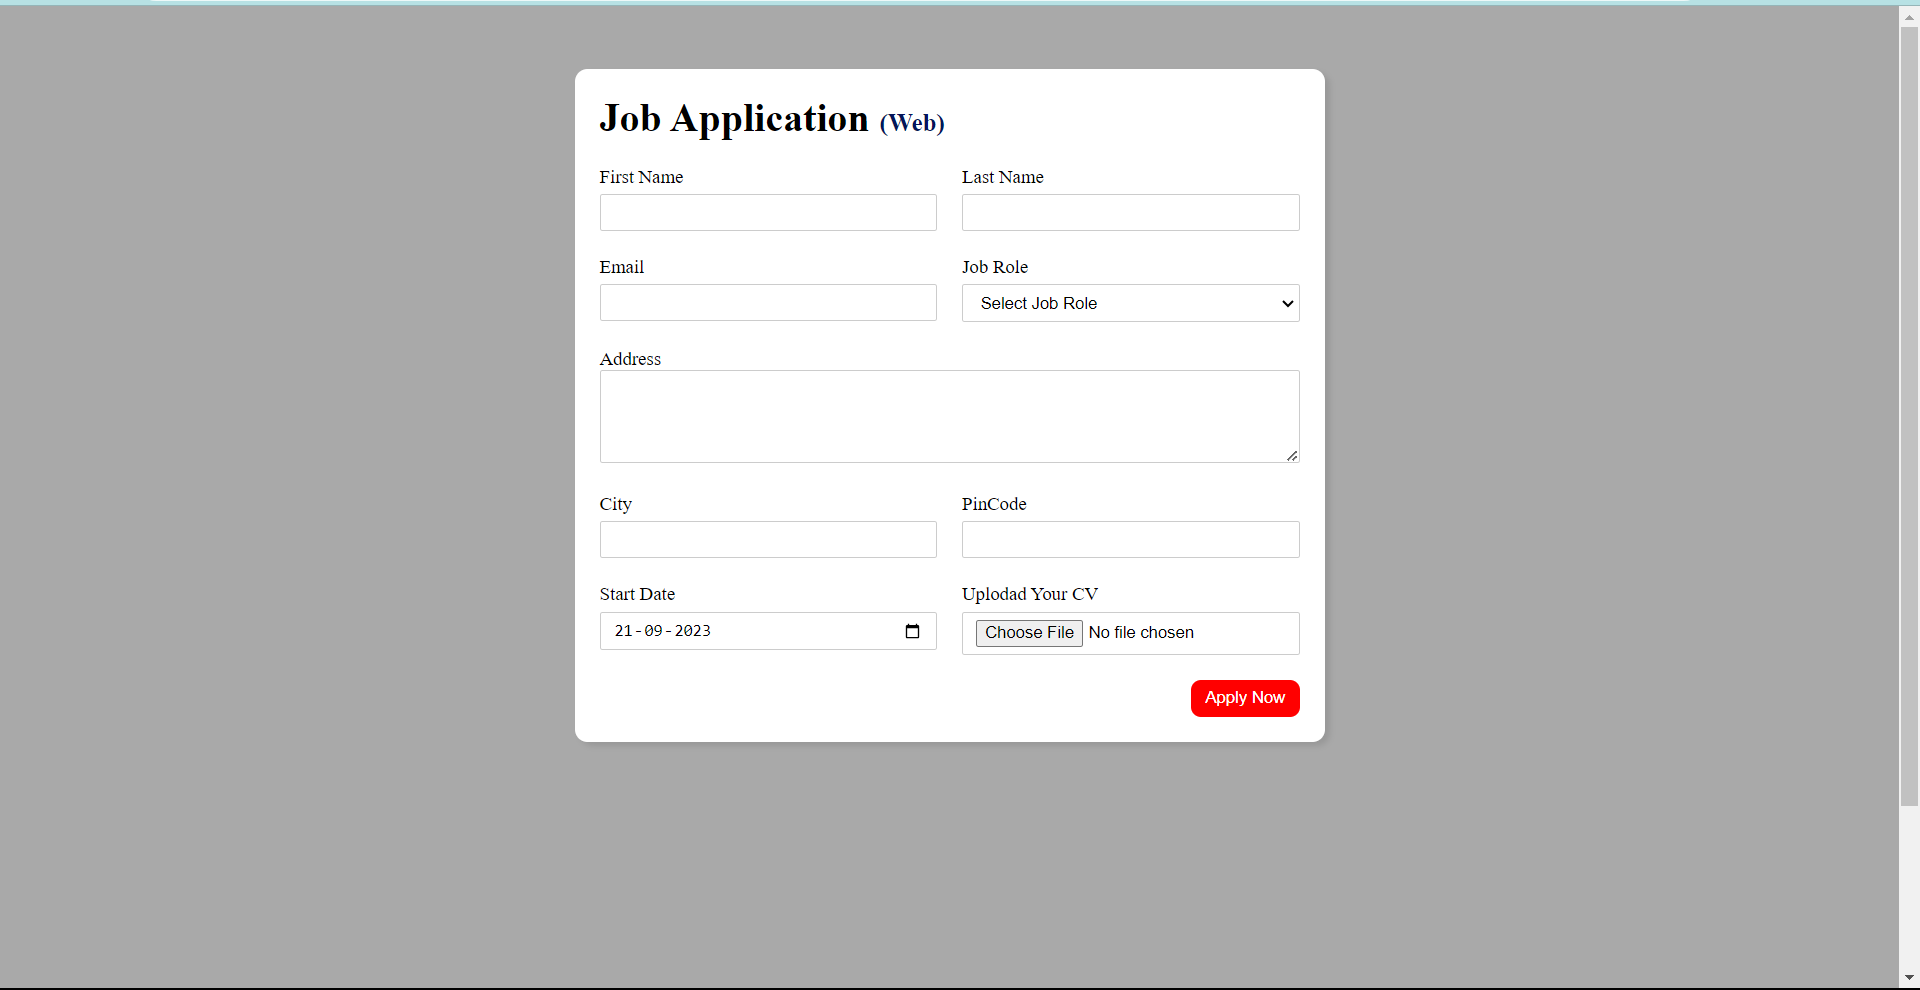 Job Application (Web)
First Name Last Name
Email Job Role
Select Job Role
Address
City PinCode
Start Date Uplodad Your CV
21-09-2023 Choose File No file chosen
Apply Now